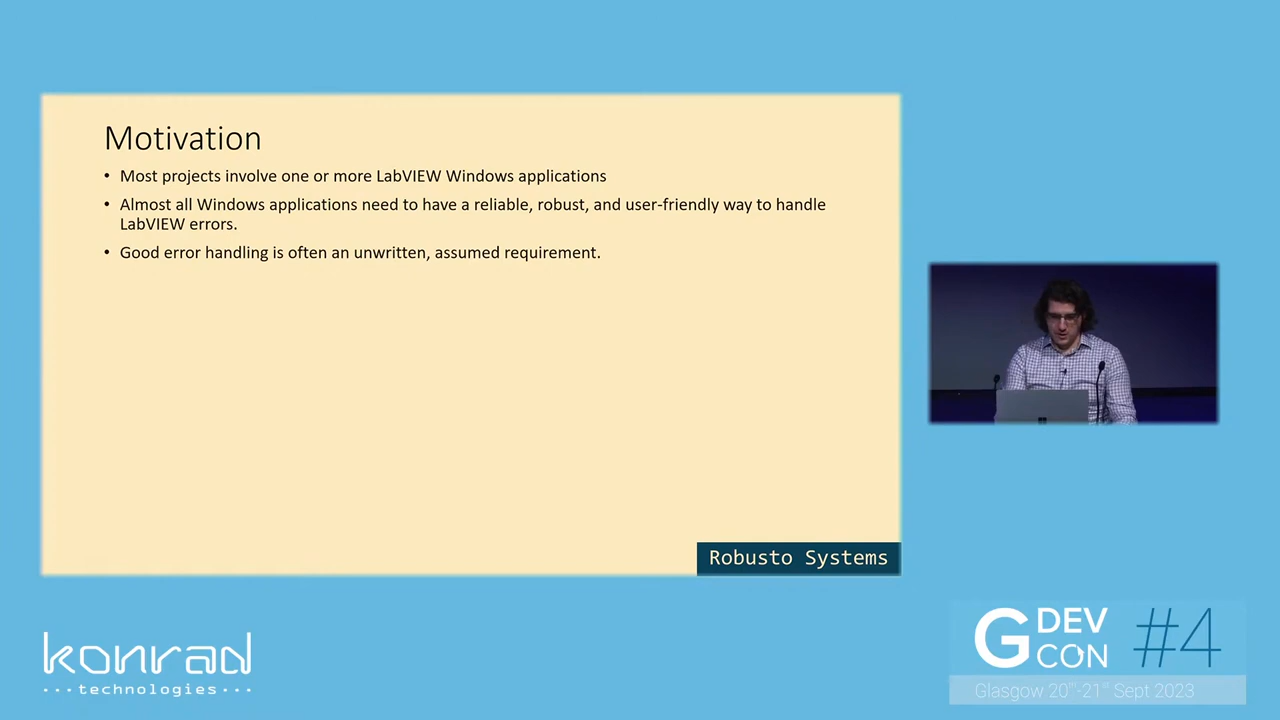 Motivation
• Most projects involve one or more LabVIEW Windows applications
• Almost all Windows applications need to have a reliable, robust, and user-friendly way to handle
LabVIEW errors.
• Good error handling is often an unwritten, assumed requirement.
Robusto Systems
konrad
···technologies···
G DEV
CON #4
Glasgow 20th-21st Sept 2023